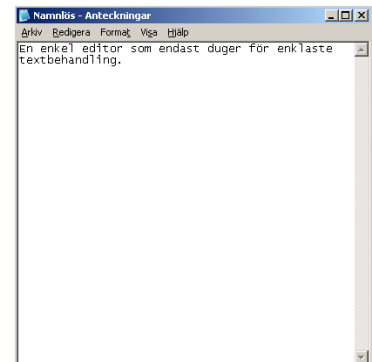 Namnlös - Anteckningar
Arkiv Redigera Format Visa Hjälp
En enkel editor som endast duger för enklaste
textbehandling.